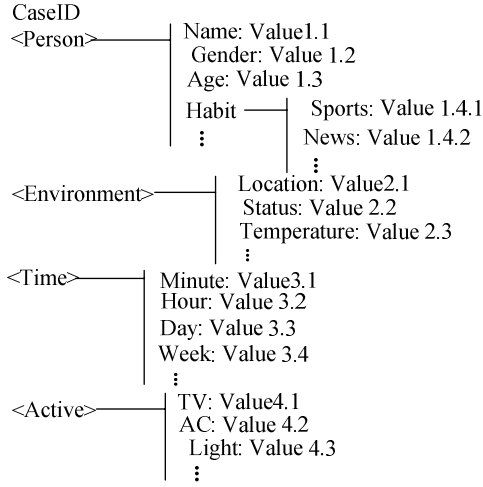 CaseID
<Person>
Name: Value1.1
Gender: Value 1.2
Age: Value 1.3
Habit
Sports: Value 1.4.1
News: Value 1.4.2
<Environment>
Location: Value2.1
Status: Value 2.2
Temperature: Value 2.3
<Time>
Minute: Value3.1
Hour: Value 3.2
Day: Value 3.3
Week: Value 3.4
<Active>
TV: Value4.1
AC: Value 4.2
Light: Value 4.3